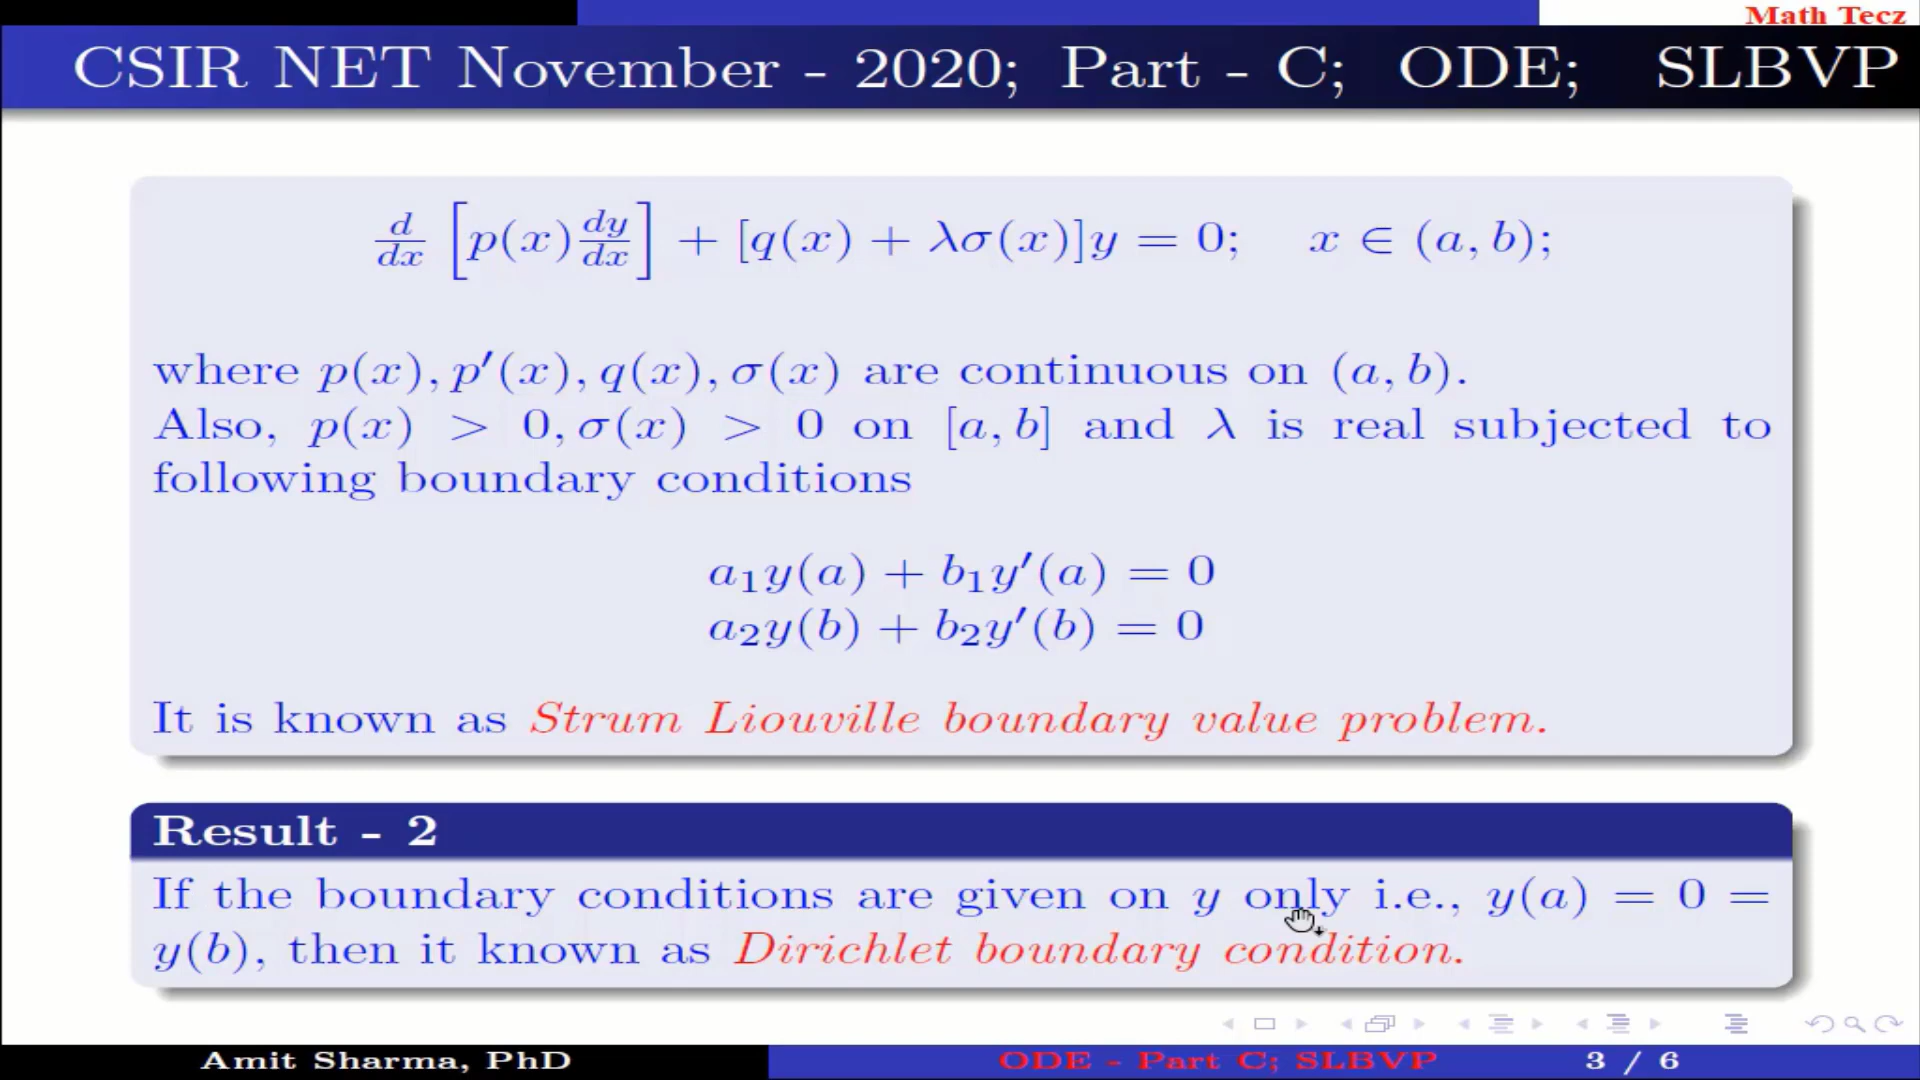 Math Tecz
CSIR NET November - 2020; Part - C; ODE; SLBVP
d/dx [p(x) dy/dx] + [q(x) + λσ(x)]y = 0; x ∈ (a, b);
where p(x), p′(x), q(x), σ(x) are continuous on (a, b).
Also, p(x) > 0, σ(x) > 0 on [a, b] and λ is real subjected to
following boundary conditions
a₁y(a) + b₁y′(a) = 0
a₂y(b) + b₂y′(b) = 0
It is known as Strum Liouville boundary value problem.
Result - 2
If the boundary conditions are given on y only i.e., y(a) = 0 =
y(b), then it known as Dirichlet boundary condition.
Amit Sharma, PhD ODE - Part C; SLBVP 3 / 6